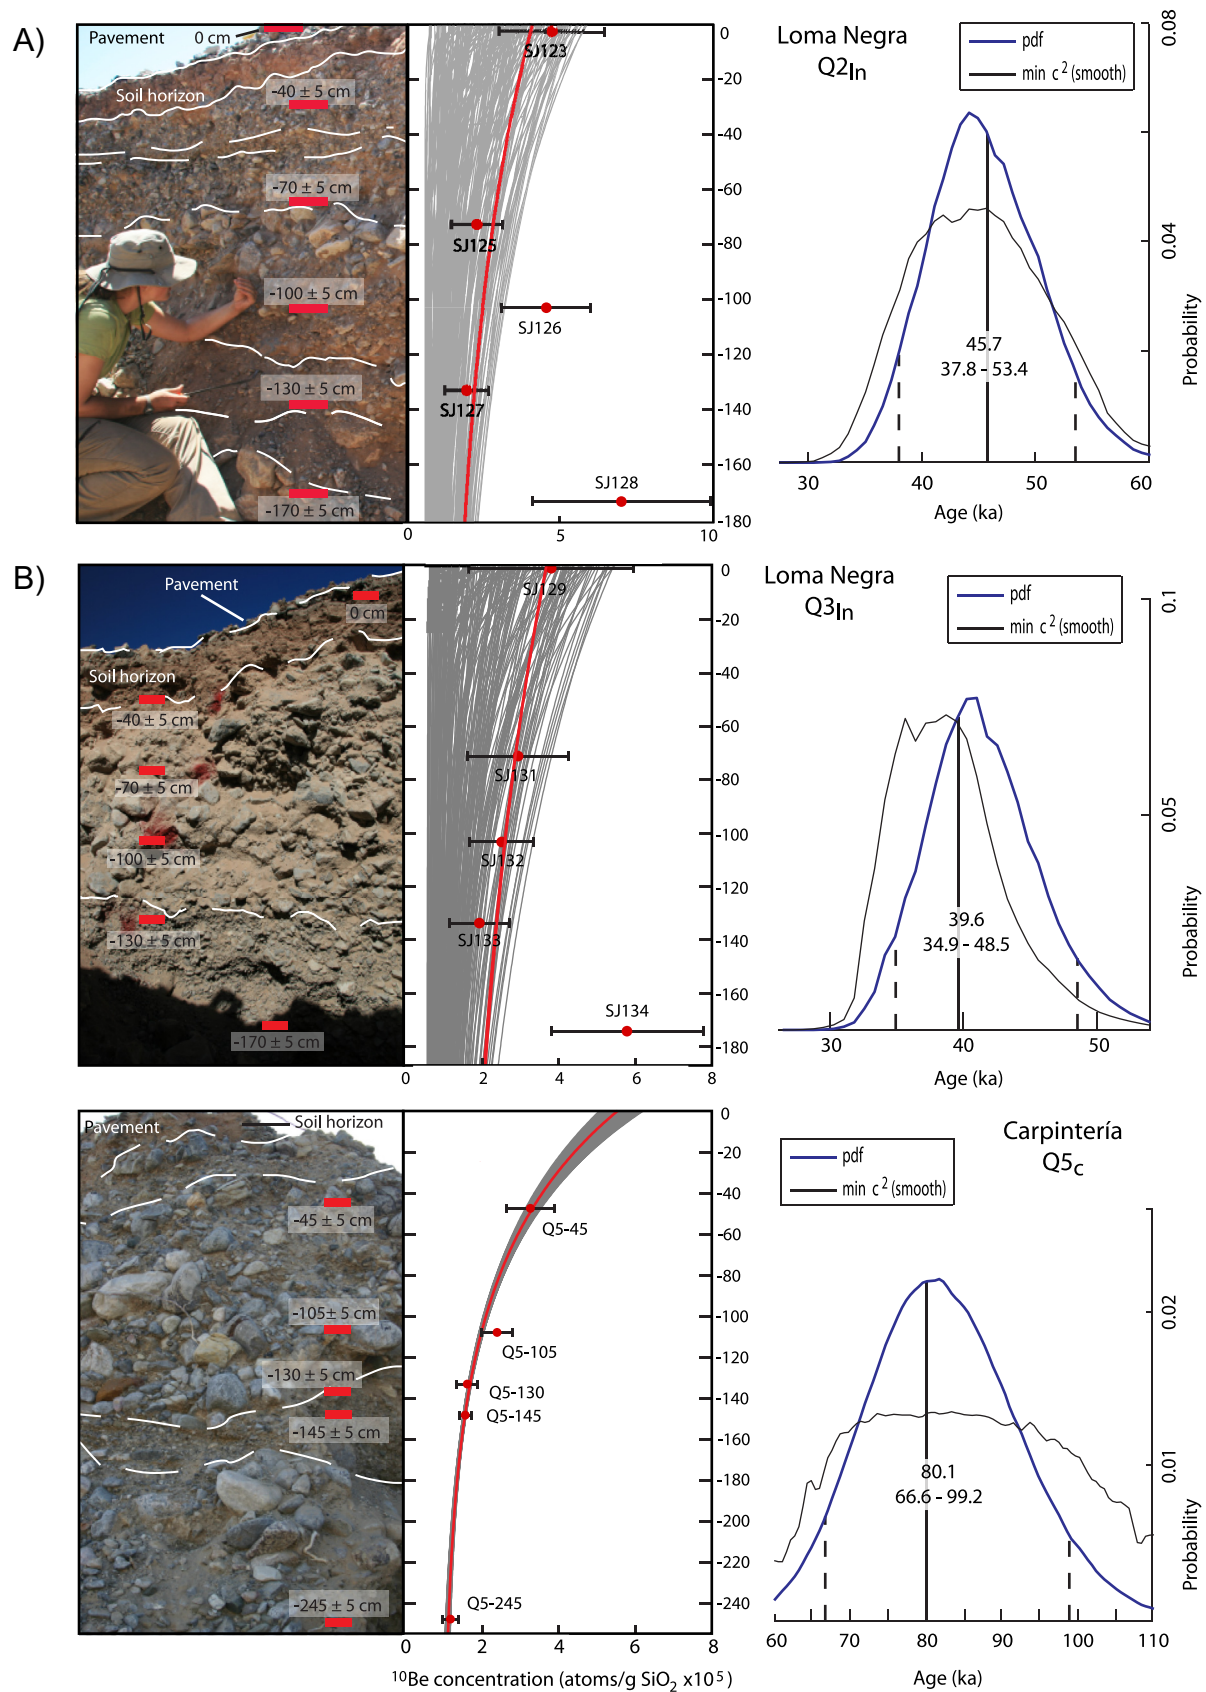 A)
Pavement
0 cm
Soil horizon
-40 ± 5 cm
-70 ± 5 cm
-100 ± 5 cm
-130 ± 5 cm
-170 ± 5 cm
SJ123
SJ125
SJ126
SJ127
SJ128
0
-20
-40
-60
-80
-100
-120
-140
-160
-180
0 5 10
Loma Negra
Q2ln
pdf
min c² (smooth)
0.08
0.04
Probability
45.7
37.8 - 53.4
30 40 50 60
Age (ka)
B)
Pavement
0 cm
Soil horizon
-40 ± 5 cm
-70 ± 5 cm
-100 ± 5 cm
-130 ± 5 cm
-170 ± 5 cm
SJ129
SJ131
SJ132
SJ133
SJ134
0
-20
-40
-60
-80
-100
-120
-140
-160
-180
0 2 4 6 8
Loma Negra
Q3ln
pdf
min c² (smooth)
0.1
0.05
Probability
39.6
34.9 - 48.5
30 40 50
Age (ka)
Pavement
Soil horizon
-45 ± 5 cm
-105± 5 cm
-130 ± 5 cm
-145 ± 5 cm
-245 ± 5 cm
Q5-45
Q5-105
Q5-130
Q5-145
Q5-245
0
-20
-40
-60
-80
-100
-120
-140
-160
-180
-200
-220
-240
0 2 4 6 8
¹⁰Be concentration (atoms/g SiO₂ x10⁵)
Carpintería
Q5c
pdf
min c² (smooth)
0.02
0.01
Probability
80.1
66.6 - 99.2
60 70 80 90 100 110
Age (ka)